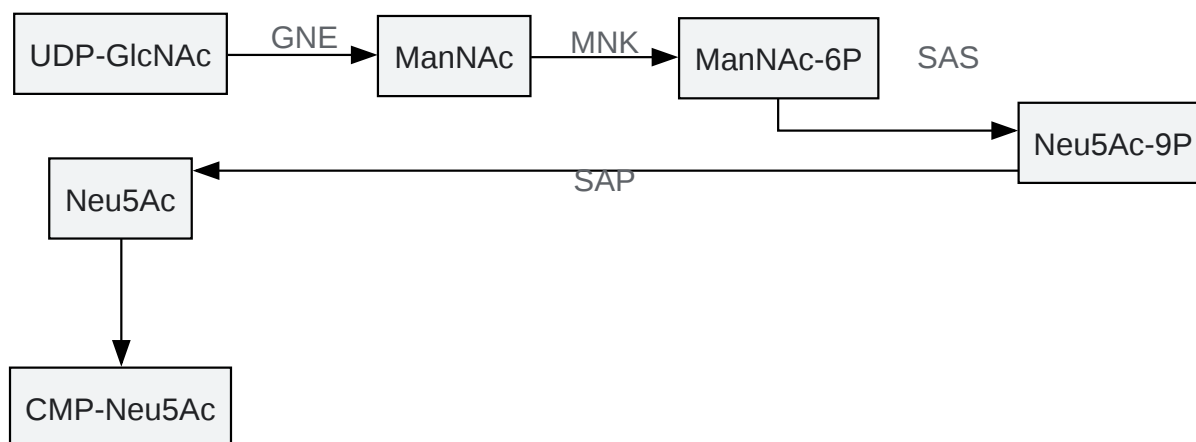 UDP-GlcNAc
GNE
ManNAc
MNK
ManNAc-6P
SAS
Neu5Ac-9P
SAP
Neu5Ac
CMP-Neu5Ac